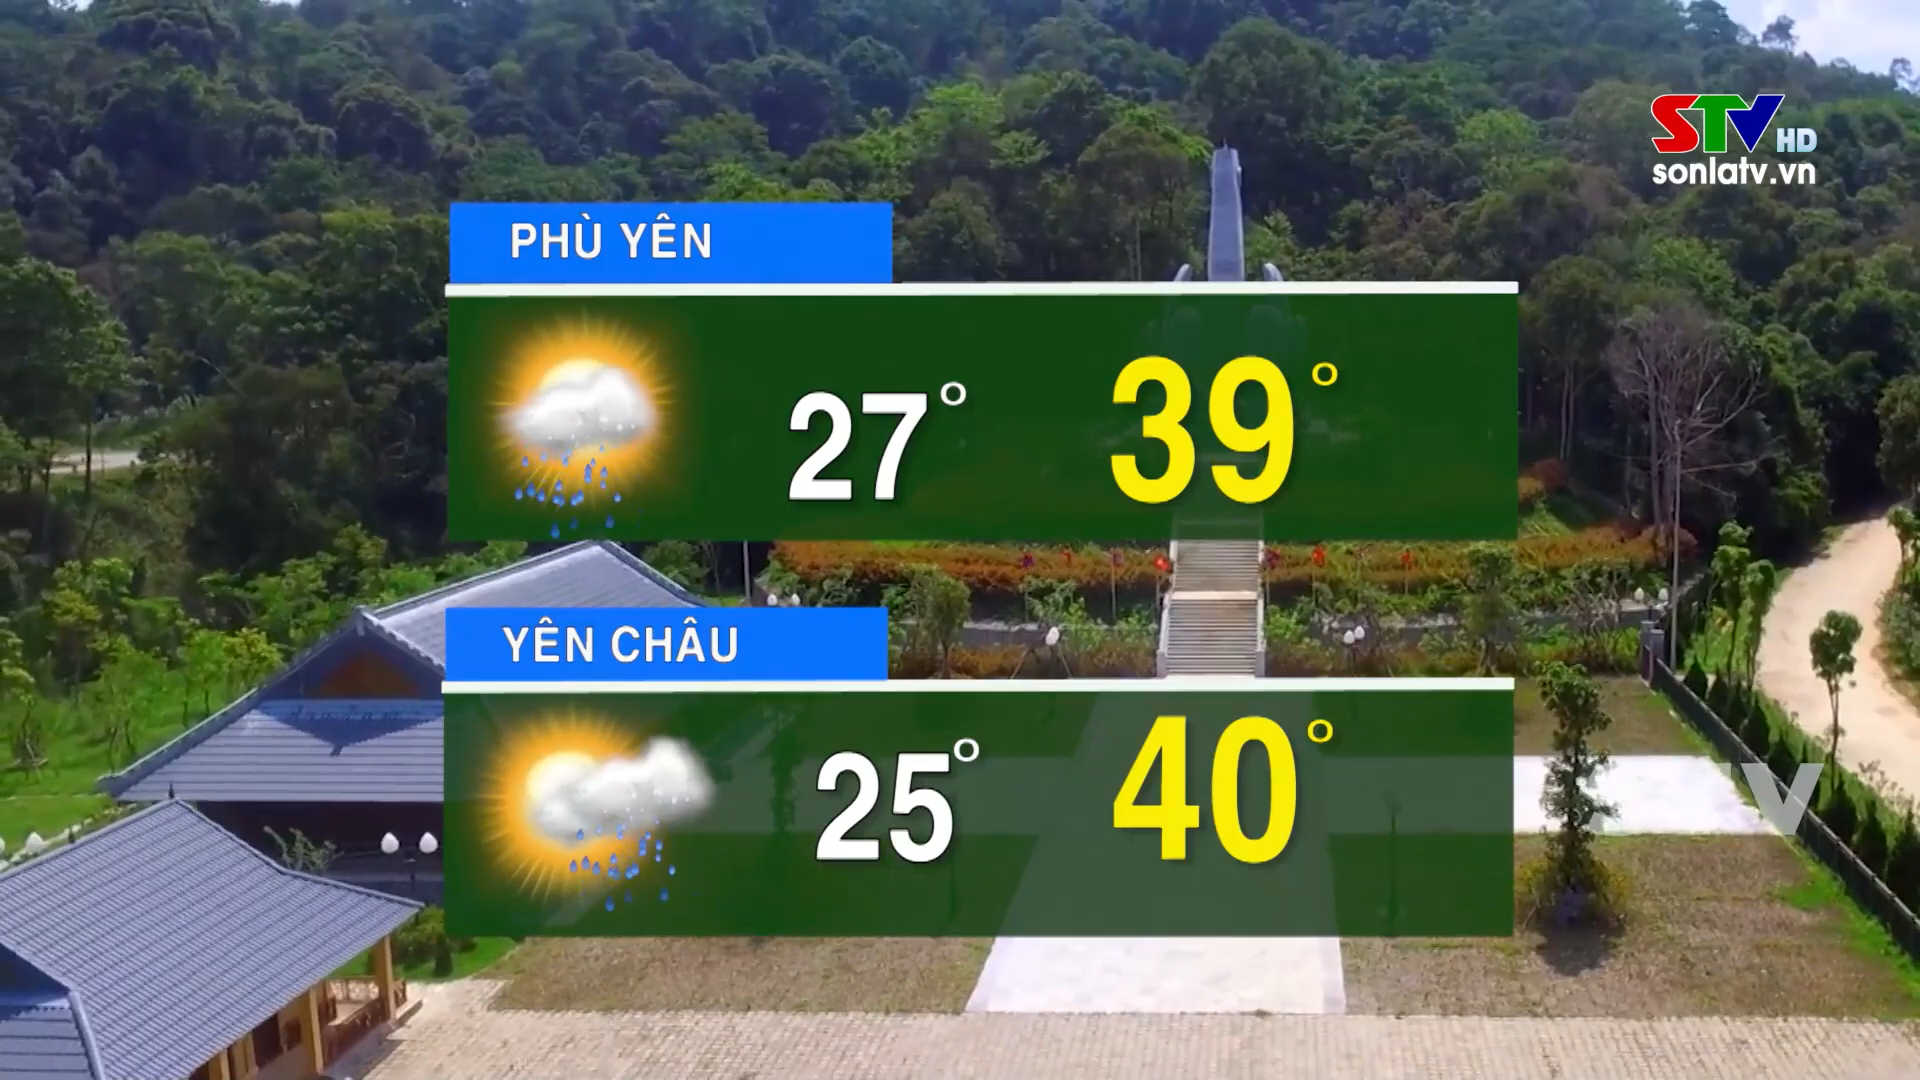 STV HD
sonlatv.vn
PHÙ YÊN
27° 39°
YÊN CHÂU
25° 40°